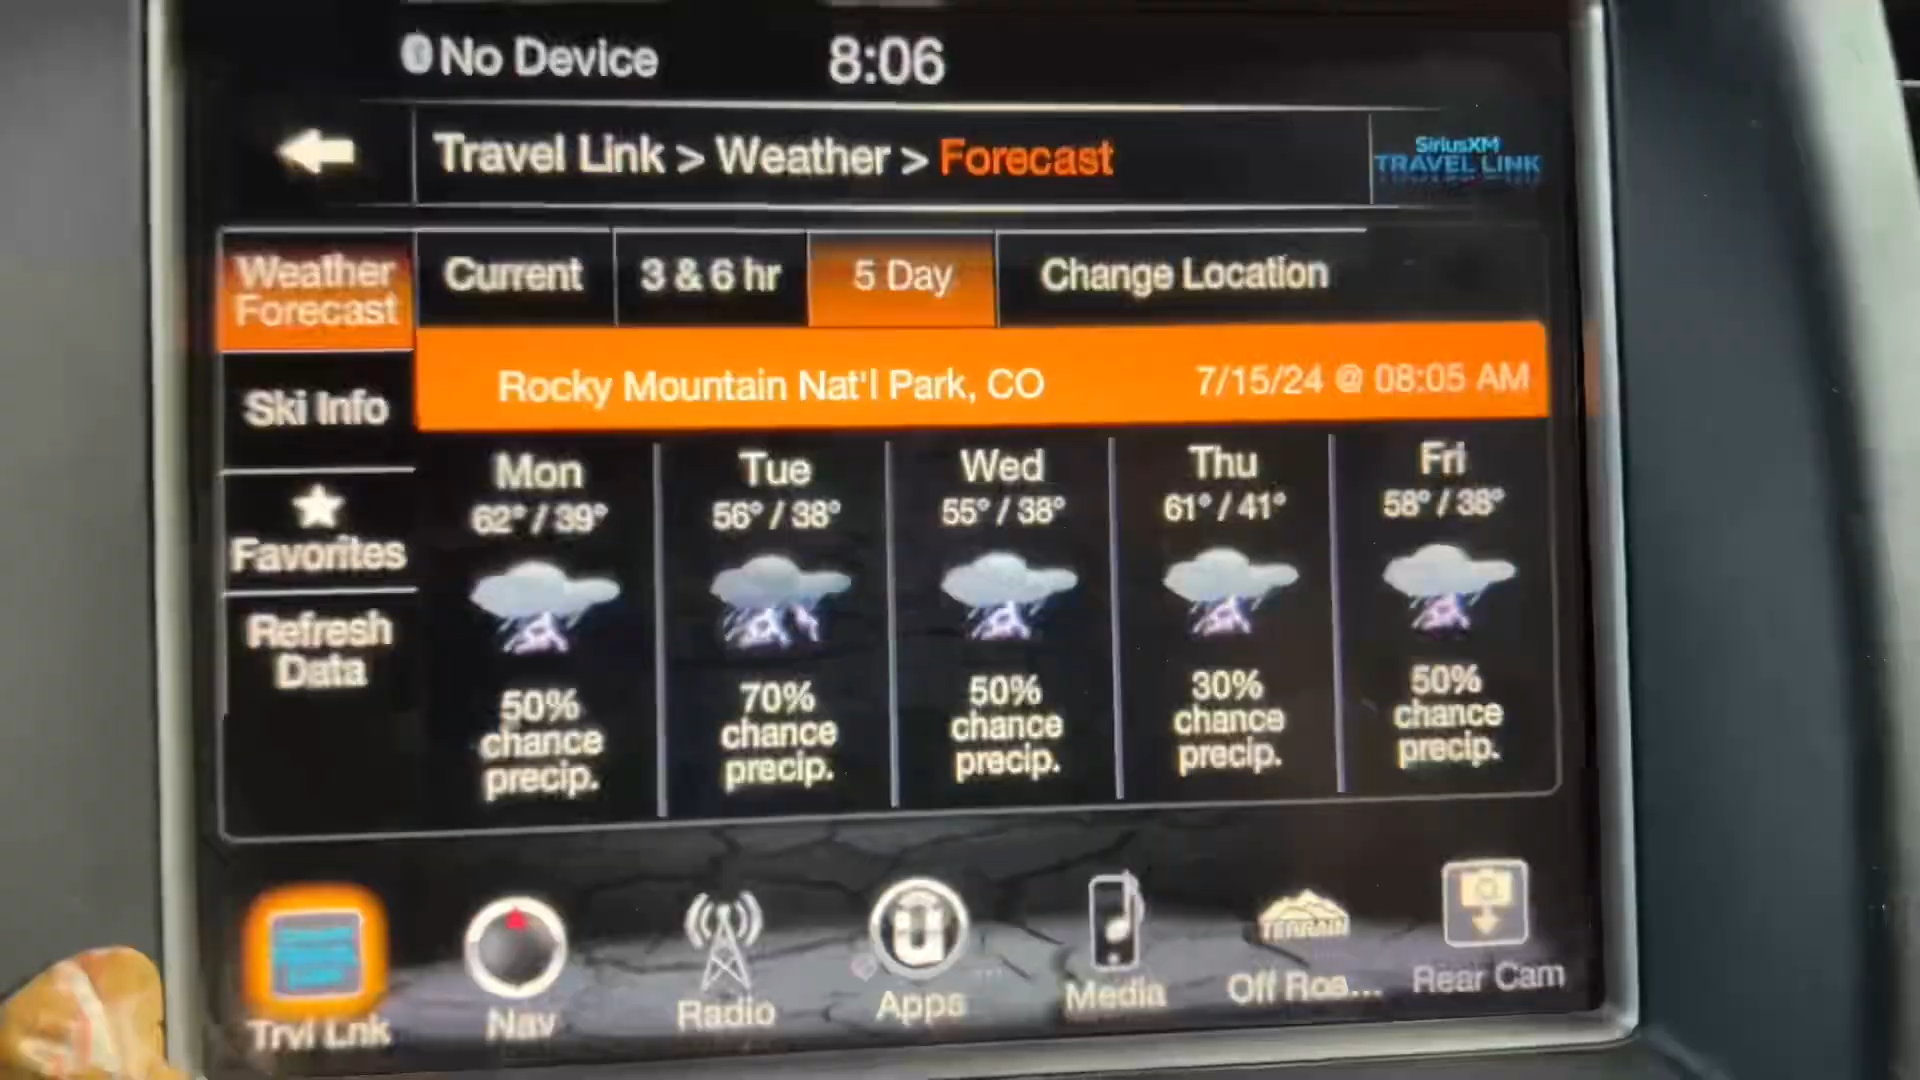 No Device
8:06
Travel Link > Weather > Forecast
SiriusXM
TRAVEL LINK
Weather
Forecast
Current
3 & 6 hr
5 Day
Change Location
Rocky Mountain Nat'l Park, CO
7/15/24 @ 08:05 AM
Ski Info
Favorites
Refresh
Data
Mon
62° / 39°
50%
chance
precip.
Tue
56° / 38°
70%
chance
precip.
Wed
55° / 38°
50%
chance
precip.
Thu
61° / 41°
30%
chance
precip.
Fri
58° / 38°
50%
chance
precip.
Trvl Lnk
Nav
Radio
Apps
Media
TERRAIN
Off Roa...
Rear Cam